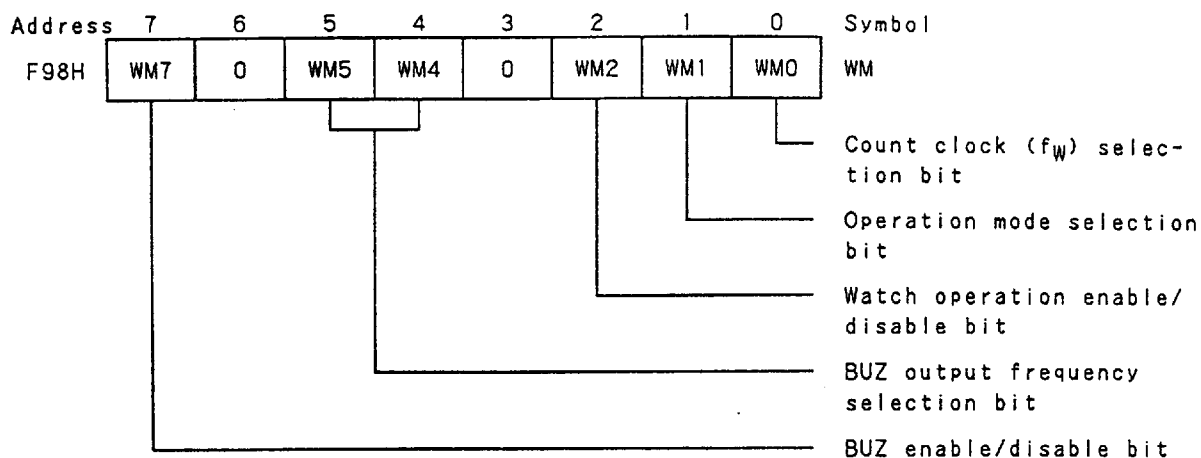 Address 7 6 5 4 3 2 1 0 Symbol
F98H WM7 0 WM5 WM4 0 WM2 WM1 WM0 WM
Count clock (fW) selec-
tion bit
Operation mode selection
bit
Watch operation enable/
disable bit
BUZ output frequency
selection bit
BUZ enable/disable bit